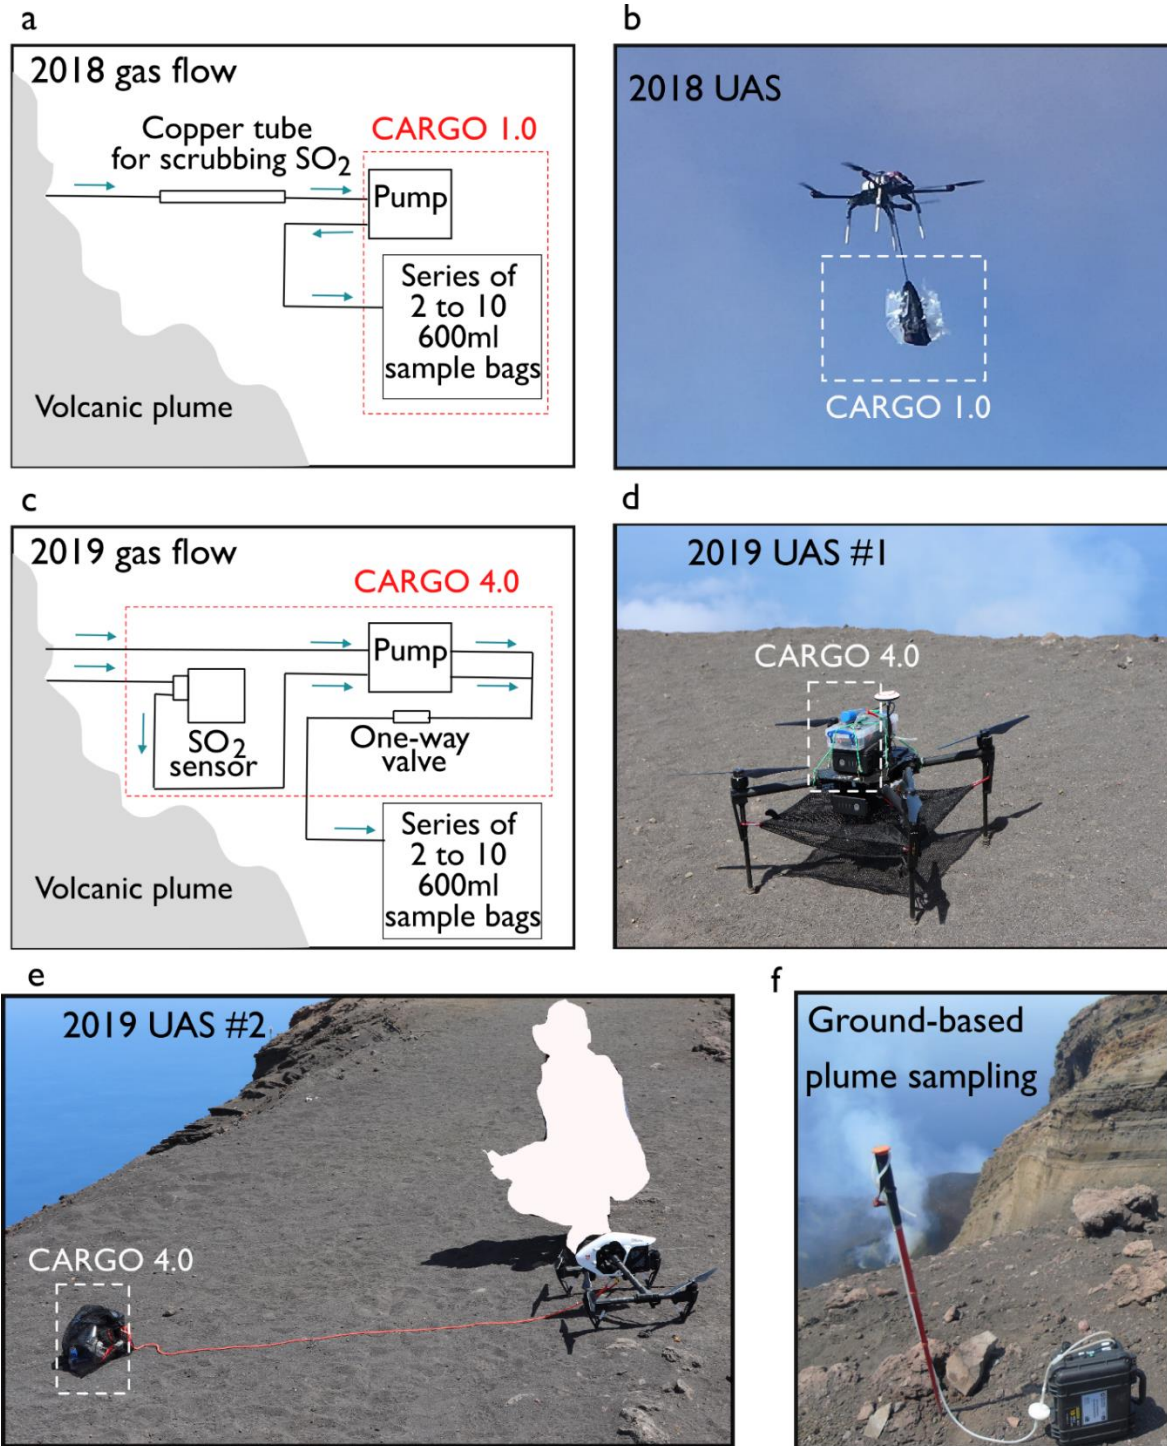 a
2018 gas flow
Copper tube
for scrubbing SO₂
CARGO 1.0
Pump
Series of
2 to 10
600ml
sample bags
Volcanic plume
b
2018 UAS
CARGO 1.0
c
2019 gas flow
CARGO 4.0
Pump
SO₂
sensor
One-way
valve
Series of
2 to 10
600ml
sample bags
Volcanic plume
d
2019 UAS #1
CARGO 4.0
e
2019 UAS #2
CARGO 4.0
f
Ground-based
plume sampling